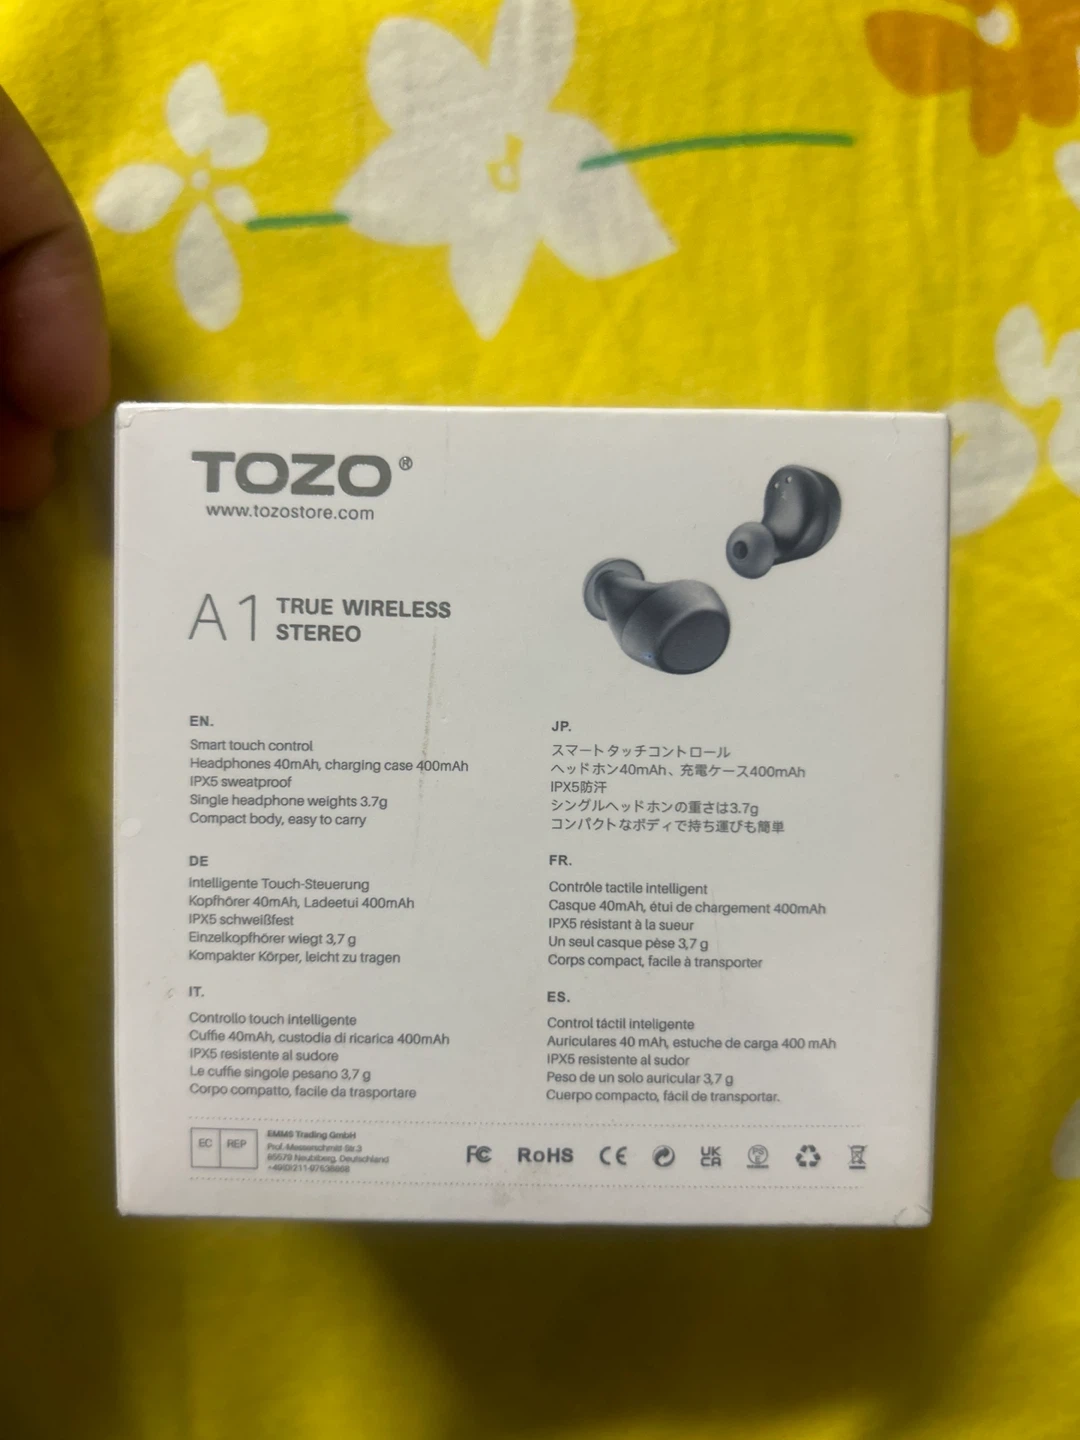 TOZO®
www.tozostore.com
A1 TRUE WIRELESS
STEREO
EN.
Smart touch control
Headphones 40mAh, charging case 400mAh
IPX5 sweatproof
Single headphone weights 3.7g
Compact body, easy to carry
JP.
スマートタッチコントロール
ヘッドホン40mAh、充電ケース400mAh
IPX5防汗
シングルヘッドホンの重さは3.7g
コンパクトなボディで持ち運びも簡単
DE
Intelligente Touch-Steuerung
Kopfhörer 40mAh, Ladeetui 400mAh
IPX5 schweißfest
Einzelkopfhörer wiegt 3,7 g
Kompakter Körper, leicht zu tragen
FR.
Contrôle tactile intelligent
Casque 40mAh, étui de chargement 400mAh
IPX5 résistant à la sueur
Un seul casque pèse 3,7 g
Corps compact, facile à transporter
IT.
Controllo touch intelligente
Cuffie 40mAh, custodia di ricarica 400mAh
IPX5 resistente al sudore
Le cuffie singole pesano 3,7 g
Corpo compatto, facile da trasportare
ES.
Control táctil inteligente
Auriculares 40 mAh, estuche de carga 400 mAh
IPX5 resistente al sudor
Peso de un solo auricular 3,7 g
Cuerpo compacto, fácil de transportar.
EC REP
EMMS Trading GmbH
Prof.-Messerschmitt-Str.3
85579 Neubiberg, Deutschland
FC RoHS CE UK CA